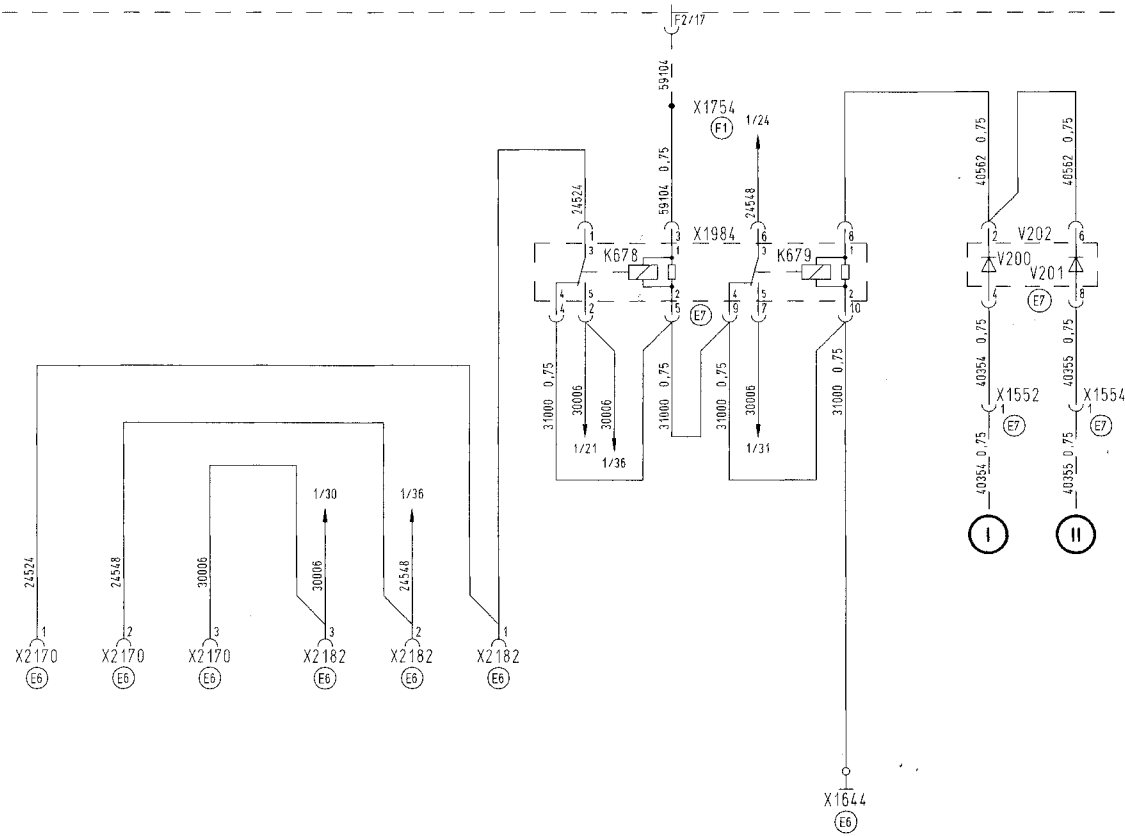 F2/17
59104
X1754
F1
1/24
24524
59104 0,75
24548
40562 0,75
40562 0,75
1
3
X1984
6
8
2
V202
6
3
K678
1
3
K679
1
V200
V201
4
5
2
4
5
2
4
2
5
E7
9
7
10
4
E7
8
31000 0,75
30006
30006
31000 0,75
31000 0,75
30006
31000 0,75
40354 0,75
40355 0,75
X1552
1
E7
X1554
1
E7
1/21
1/36
1/31
40354 0,75
40355 0,75
1/30
1/36
I
II
24524
24548
30006
30006
24548
1
2
3
3
2
1
X2170
X2170
X2170
X2182
X2182
X2182
E6
E6
E6
E6
E6
E6
X1644
E6